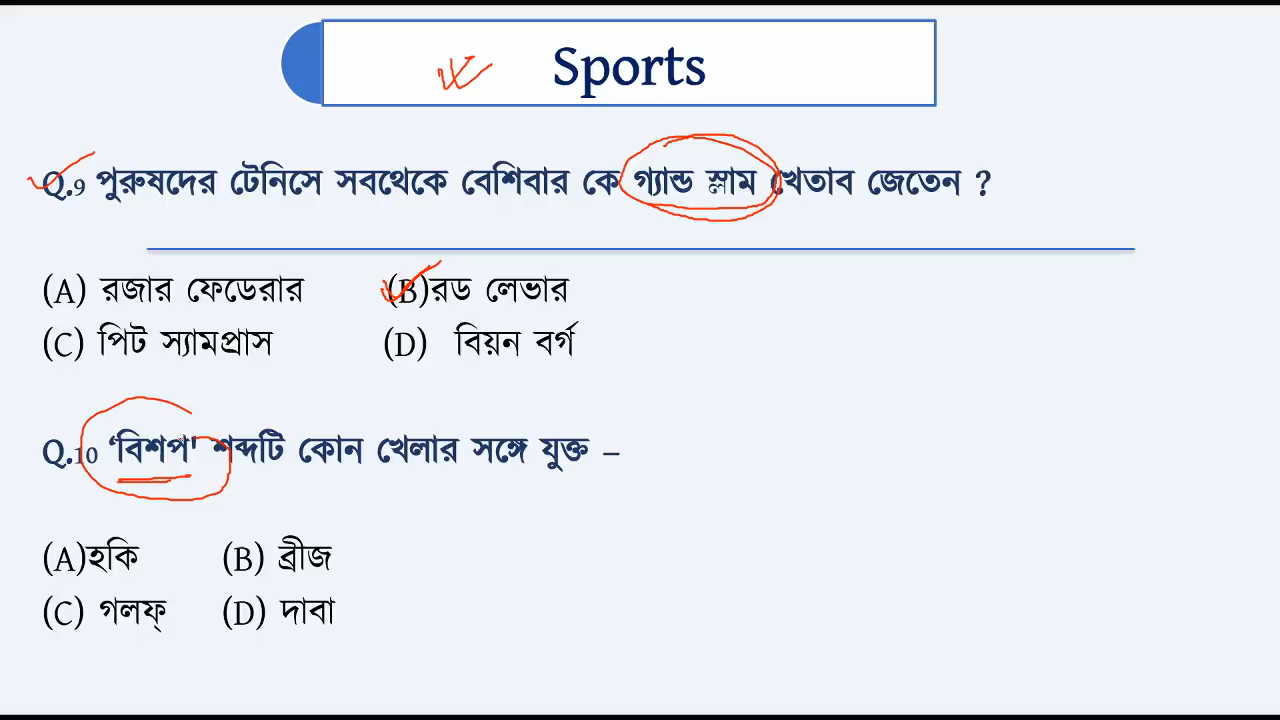 Sports
Q.9 পুরুষদের টেনিসে সবথেকে বেশিবার কে গ্যান্ড স্লাম খেতাব জেতেন ?
(A) রজার ফেডেরার (B)রড লেভার
(C) পিট স্যামপ্রাস (D) বিয়ন বর্গ
Q.10 ‘বিশপ' শব্দটি কোন খেলার সঙ্গে যুক্ত –
(A)হকি (B) ব্রীজ
(C) গলফ্ (D) দাবা